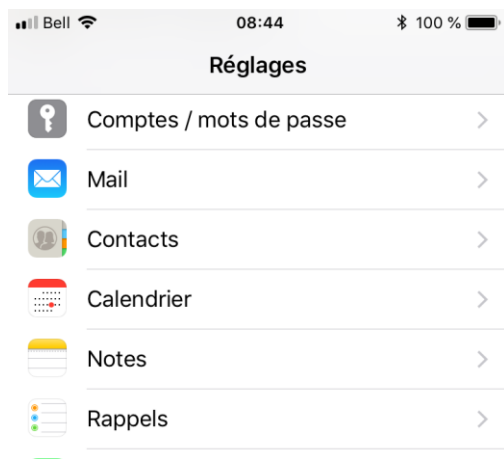 Bell 08:44 100 %
Réglages
Comptes / mots de passe
Mail
Contacts
Calendrier
Notes
Rappels